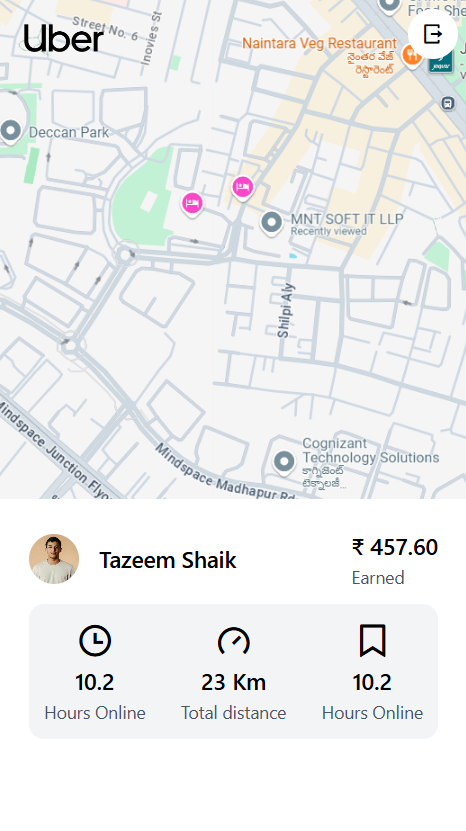 Food She
Street No. 6
Uber
Inovies St
Naintara Veg Restaurant
నైంతర వేజ్
రెస్టారెంట్
Deccan Park
MNT SOFT IT LLP
Recently viewed
Shilpi Aly
Mindspace Junction Flyo
Mindspace Madhapur Rd
Cognizant
Technology Solutions
కాగ్నిజెంట్
టెక్నాలజీ...
Tazeem Shaik
₹ 457.60
Earned
10.2
23 Km
10.2
Hours Online
Total distance
Hours Online